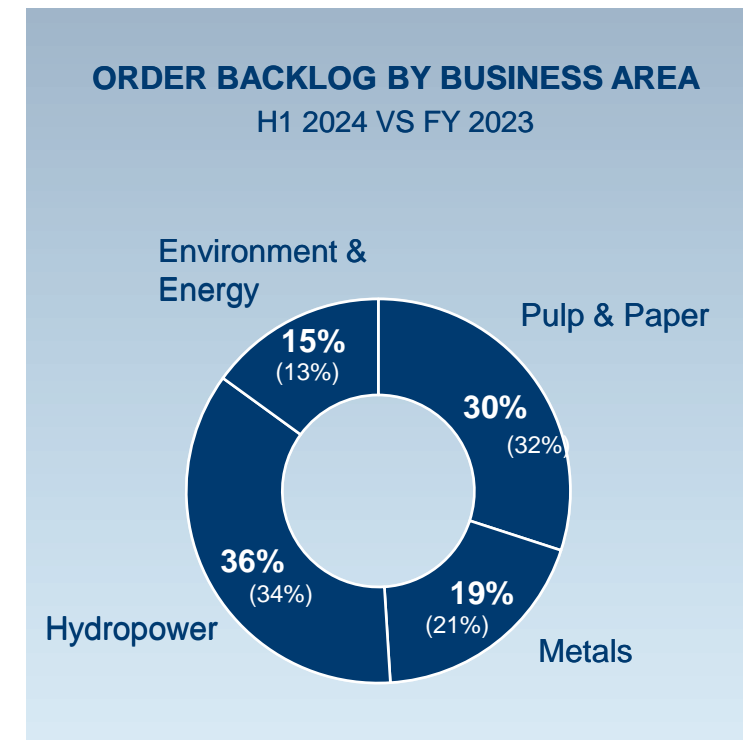 ORDER BACKLOG BY BUSINESS AREA
H1 2024 VS FY 2023
Environment &
Energy
Pulp & Paper
15%
(13%)
30%
(32%)
36%
(34%)
19%
(21%)
Hydropower
Metals